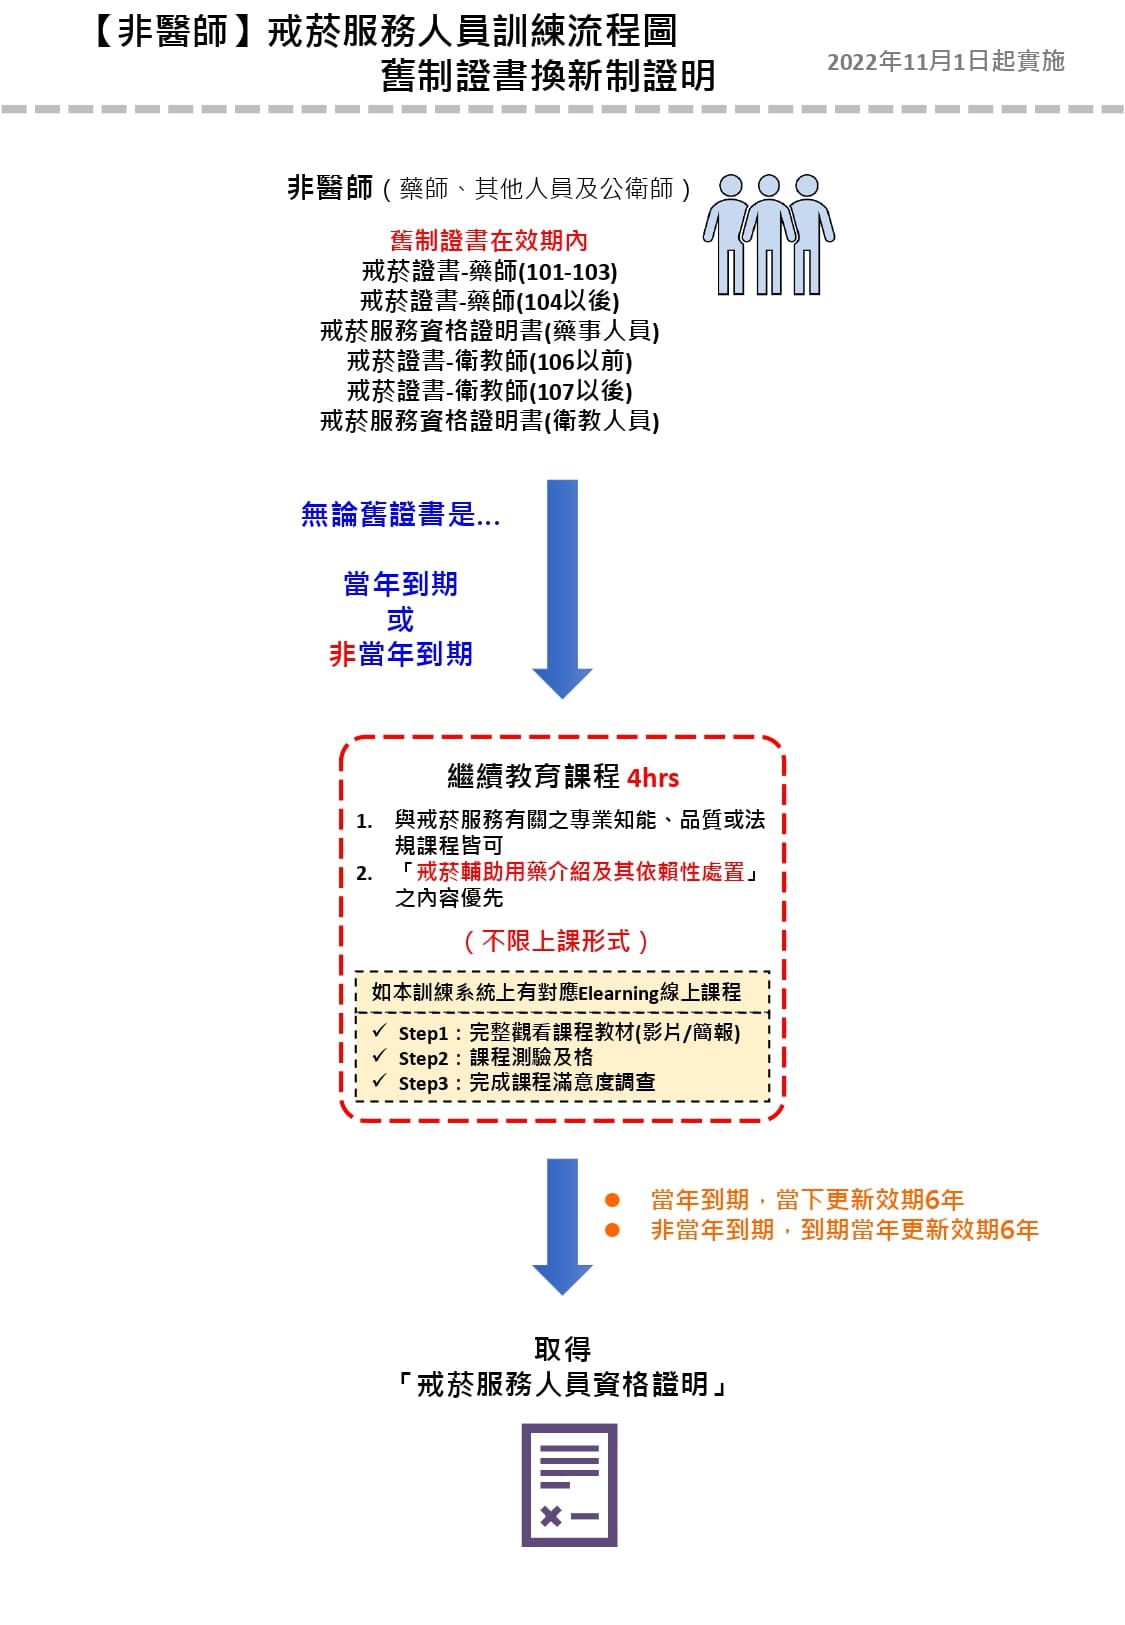 【非醫師】戒菸服務人員訓練流程圖
舊制證書換新制證明
2022年11月1日起實施
非醫師（藥師、其他人員及公衛師）
舊制證書在效期內
戒菸證書-藥師(101-103)
戒菸證書-藥師(104以後)
戒菸服務資格證明書(藥事人員)
戒菸證書-衛教師(106以前)
戒菸證書-衛教師(107以後)
戒菸服務資格證明書(衛教人員)
無論舊證書是...
當年到期
或
非當年到期
繼續教育課程 4hrs
1. 與戒菸服務有關之專業知能、品質或法
規課程皆可
2. 「戒菸輔助用藥介紹及其依賴性處置」
之內容優先
（不限上課形式）
如本訓練系統上有對應Elearning線上課程
✓ Step1：完整觀看課程教材(影片/簡報)
✓ Step2：課程測驗及格
✓ Step3：完成課程滿意度調查
● 當年到期，當下更新效期6年
● 非當年到期，到期當年更新效期6年
取得
「戒菸服務人員資格證明」